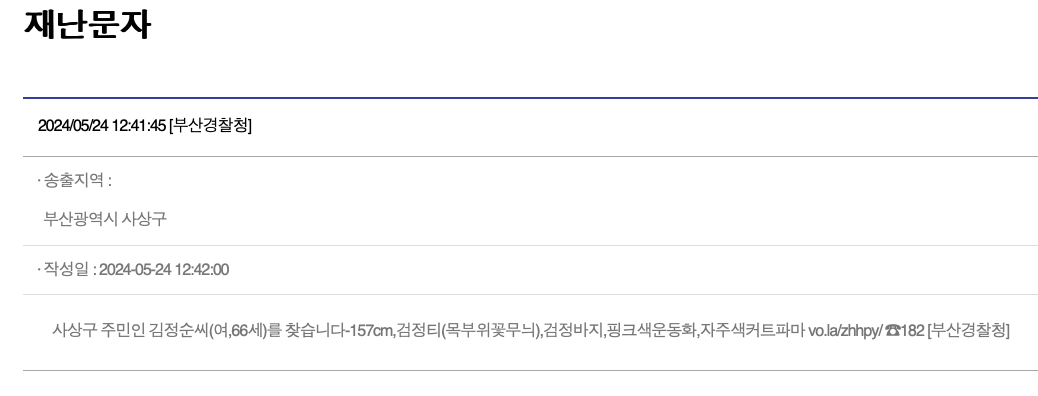 재난문자
2024/05/24 12:41:45 [부산경찰청]
· 송출지역 :
부산광역시 사상구
· 작성일 : 2024-05-24 12:42:00
사상구 주민인 김정순씨(여,66세)를 찾습니다-157cm,검정티(목부위꽃무늬),검정바지,핑크색운동화,자주색커트파마 vo.la/zhhpy/ ☎182 [부산경찰청]